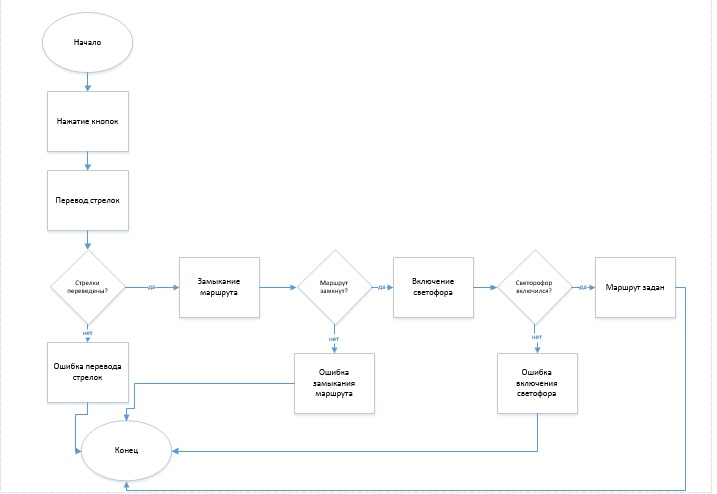 Начало
Нажатие кнопок
Перевод стрелок
Стрелки
переведены?
да
Замыкание
маршрута
Маршрут
замкнут?
да
Включение
светофора
Светорофор
включился?
да
Маршрут задан
нет
нет
нет
Ошибка перевода
стрелок
Ошибка
замыкания
маршрута
Ошибка
включения
светофора
Конец